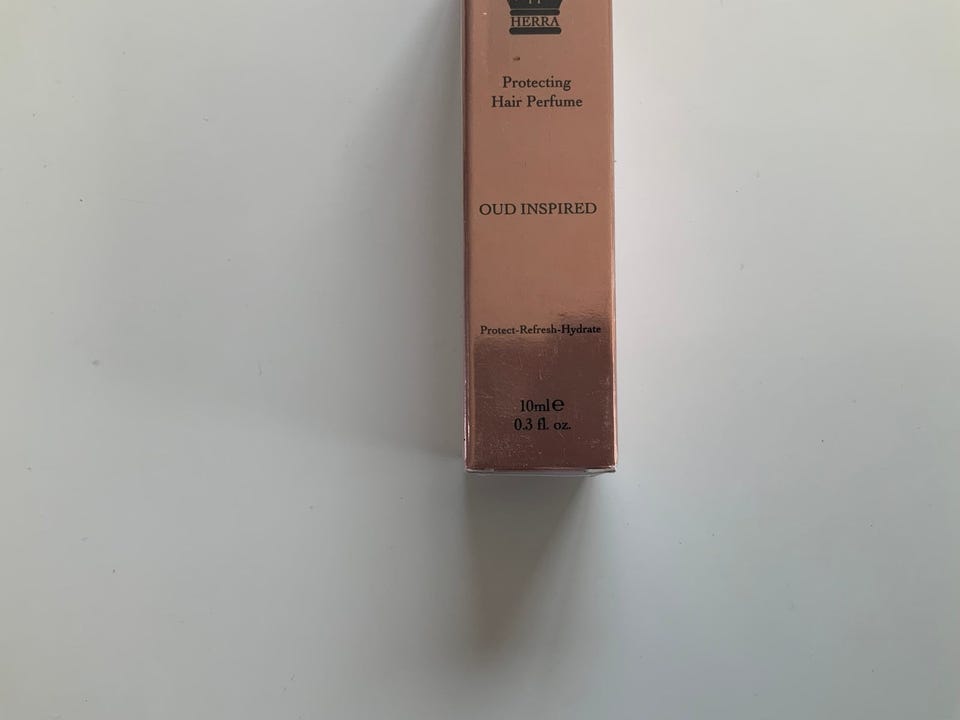 HERRA
Protecting
Hair Perfume
OUD INSPIRED
Protect-Refresh-Hydrate
10ml℮
0.3 fl. oz.